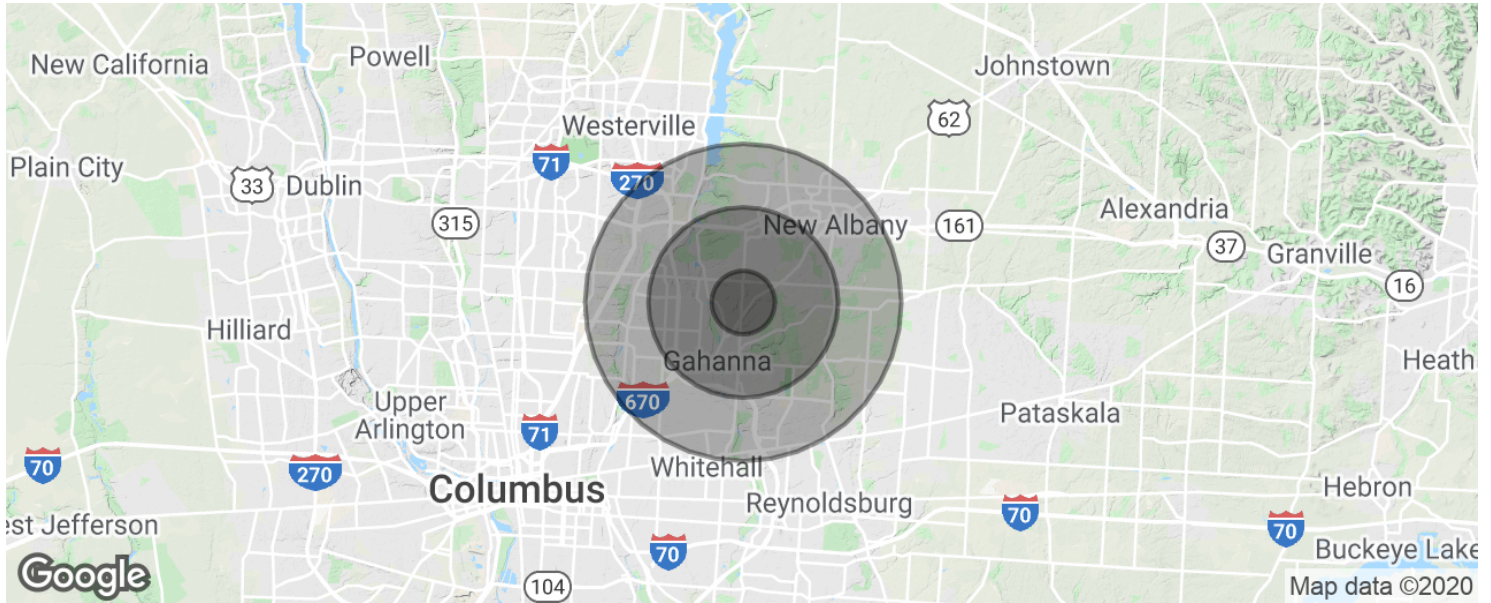 Powell
New California
Johnstown
62
Westerville
71
Plain City
270
33
Dublin
315
Alexandria
New Albany
161
37
Granville
16
Hilliard
Gahanna
Heath
670
Upper
Arlington
Pataskala
71
70
270
Whitehall
Columbus
Hebron
Reynoldsburg
70
est Jefferson
70
70
Buckeye Lake
Google
104
Map data ©2020